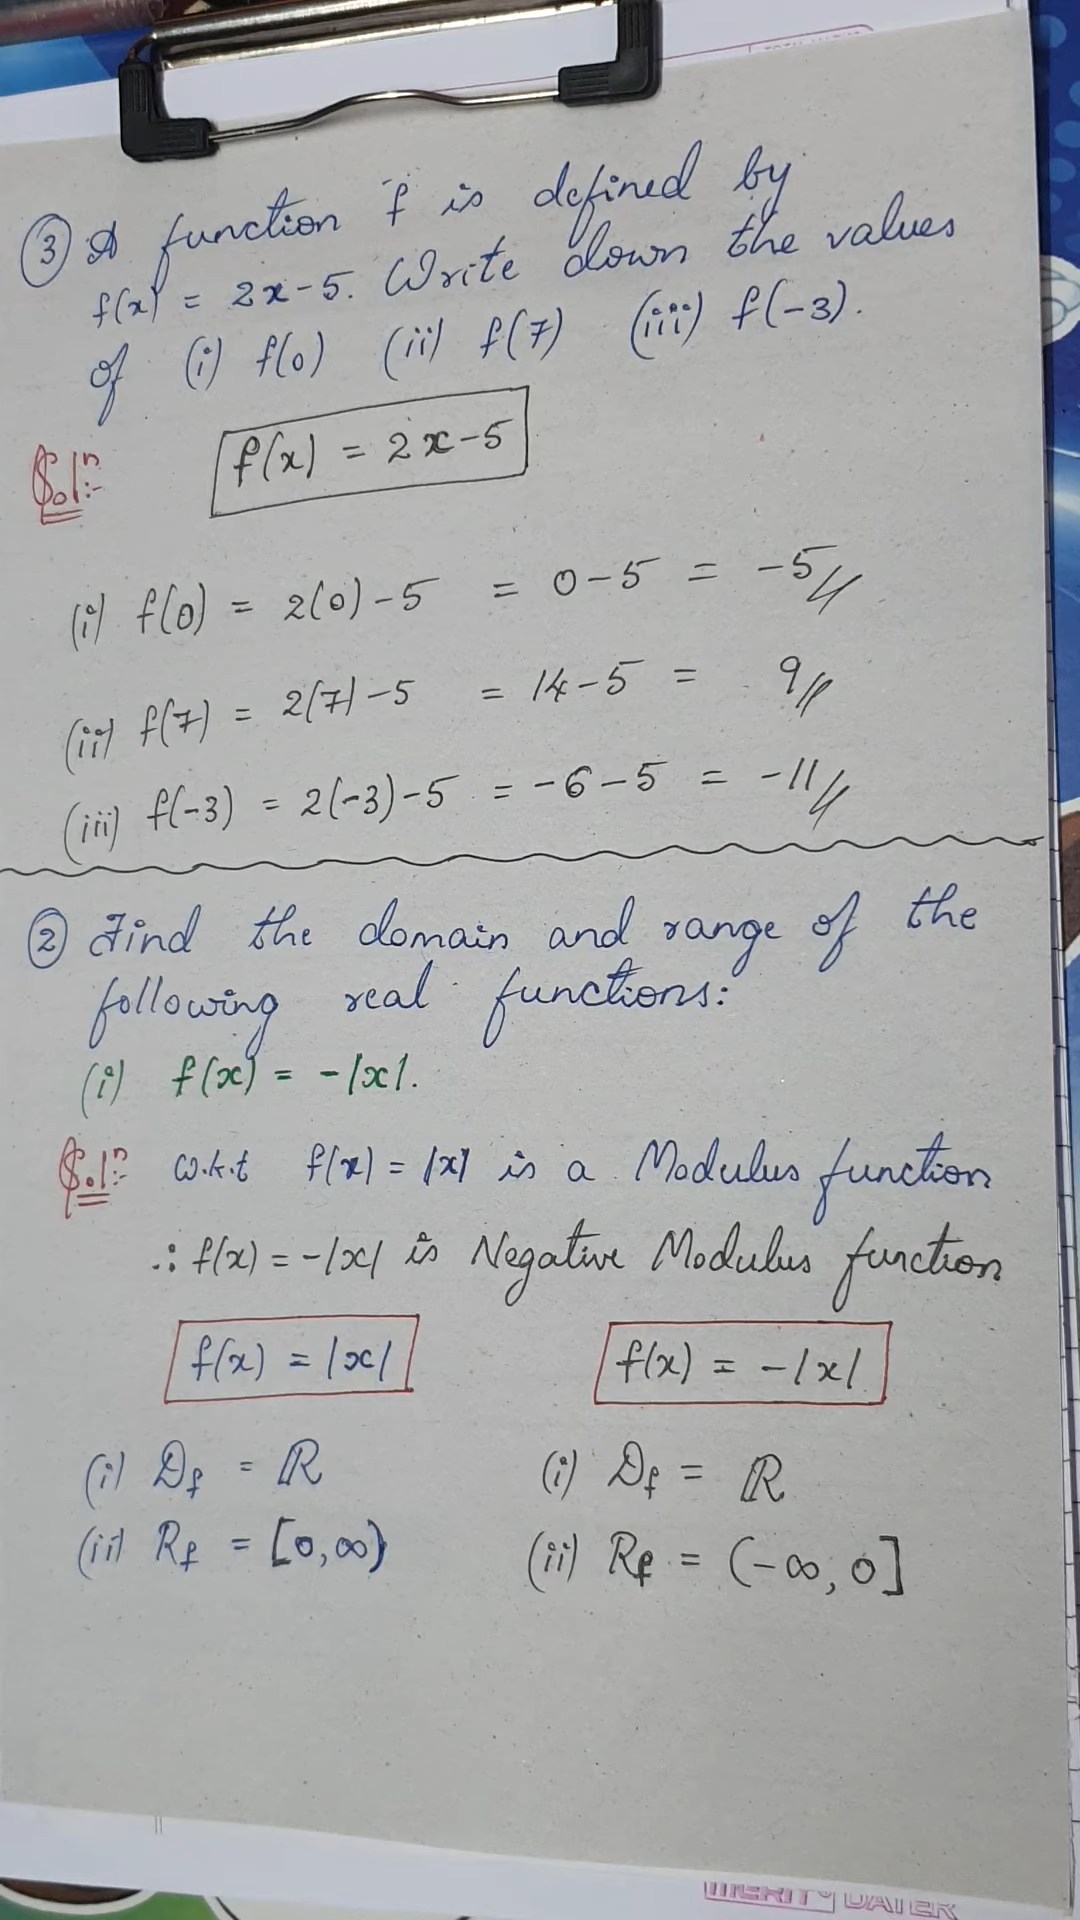 ③ A function f is defined by
f(x) = 2x-5. Write down the values
of (i) f(0) (ii) f(7) (iii) f(-3).
Solⁿ:-
f(x) = 2x-5
(i) f(0) = 2(0)-5 = 0-5 = -5//
(ii) f(7) = 2(7)-5 = 14-5 = 9//
(iii) f(-3) = 2(-3)-5 = -6-5 = -11//
② Find the domain and range of the
following real functions:
(i) f(x) = -|x|.
Solⁿ:- w.k.t f(x) = |x| is a Modulus function
∴ f(x) = -|x| is Negative Modulus function
f(x) = |x| f(x) = -|x|
(i) Df = ℝ (i) Df = ℝ
(ii) Rf = [0,∞) (ii) Rf = (-∞, 0]